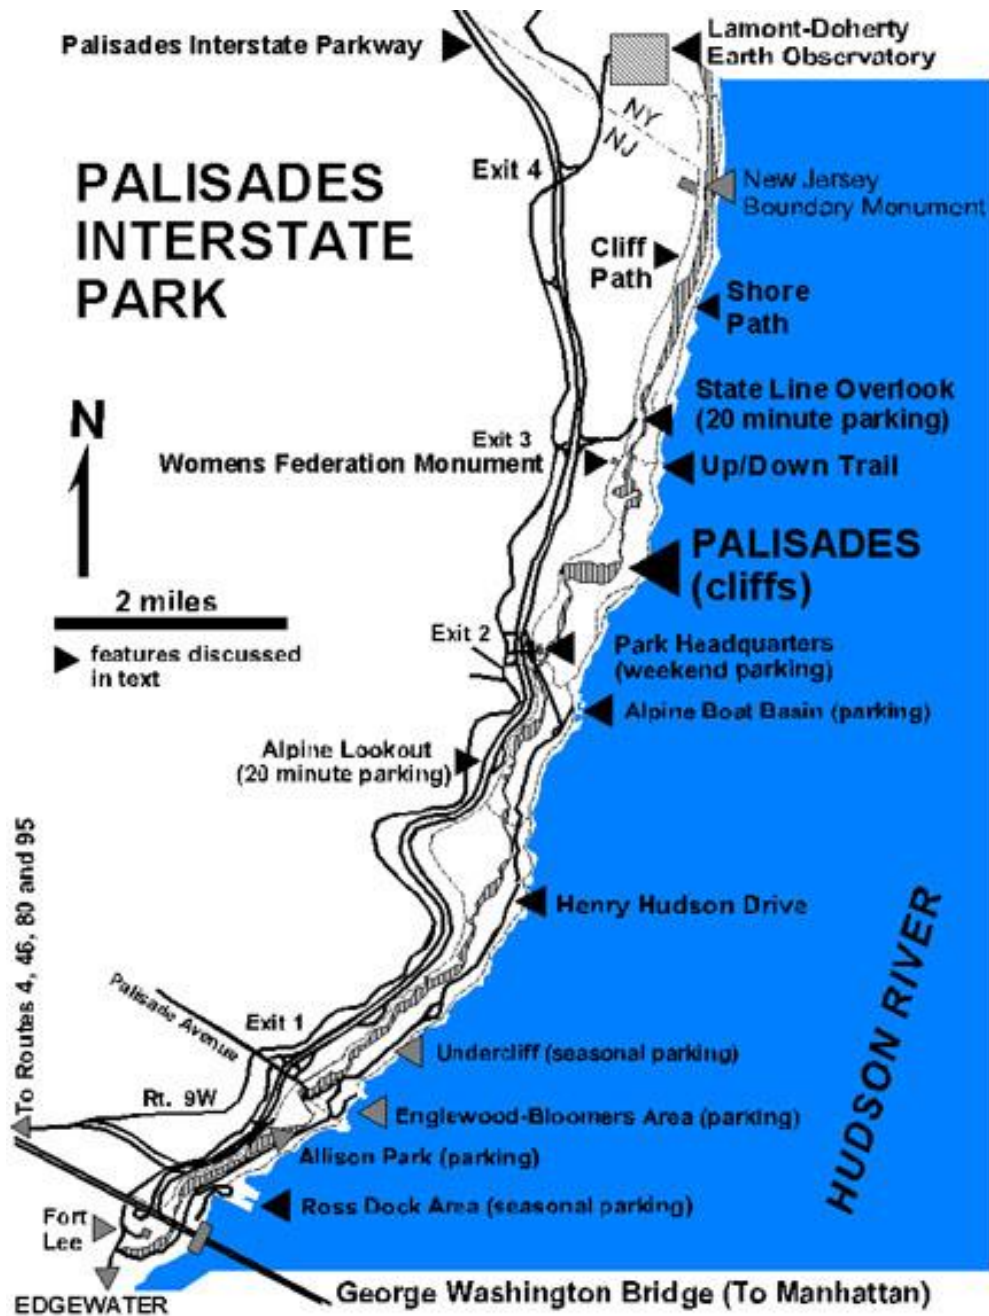 Palisades Interstate Parkway
Lamont-Doherty
Earth Observatory
NY
NJ
PALISADES
INTERSTATE
PARK
Exit 4
New Jersey
Boundary Monument
Cliff
Path
Shore
Path
N
State Line Overlook
(20 minute parking)
Exit 3
Womens Federation Monument
Up/Down Trail
PALISADES
(cliffs)
2 miles
features discussed
in text
Exit 2
Park Headquarters
(weekend parking)
Alpine Boat Basin (parking)
Alpine Lookout
(20 minute parking)
To Routes 4, 46, 80 and 95
Henry Hudson Drive
HUDSON RIVER
Palisade Avenue
Exit 1
Undercliff (seasonal parking)
Rt. 9W
Englewood-Bloomers Area (parking)
Allison Park (parking)
Ross Dock Area (seasonal parking)
Fort
Lee
EDGEWATER
George Washington Bridge (To Manhattan)